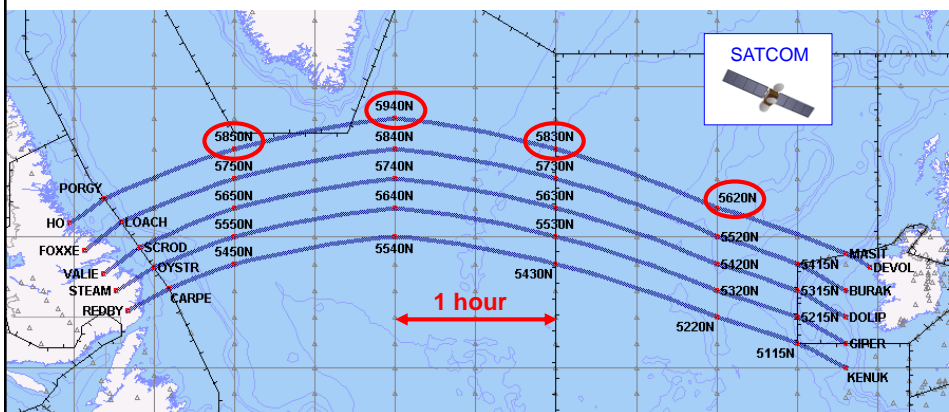 SATCOM
5940N
5850N
5840N
5830N
5750N
5740N
5730N
PORGY
5650N
5640N
5630N
5620N
HO
LOACH
5550N
5530N
5520N
FOXXE
SCROD
5450N
5540N
MASIT
VALIE
OYSTR
5430N
5420N
5415N
DEVOL
STEAM
CARPE
5320N
5315N
BURAK
REDBY
1 hour
5220N
5215N
DOLIP
5115N
GIPER
KENUK